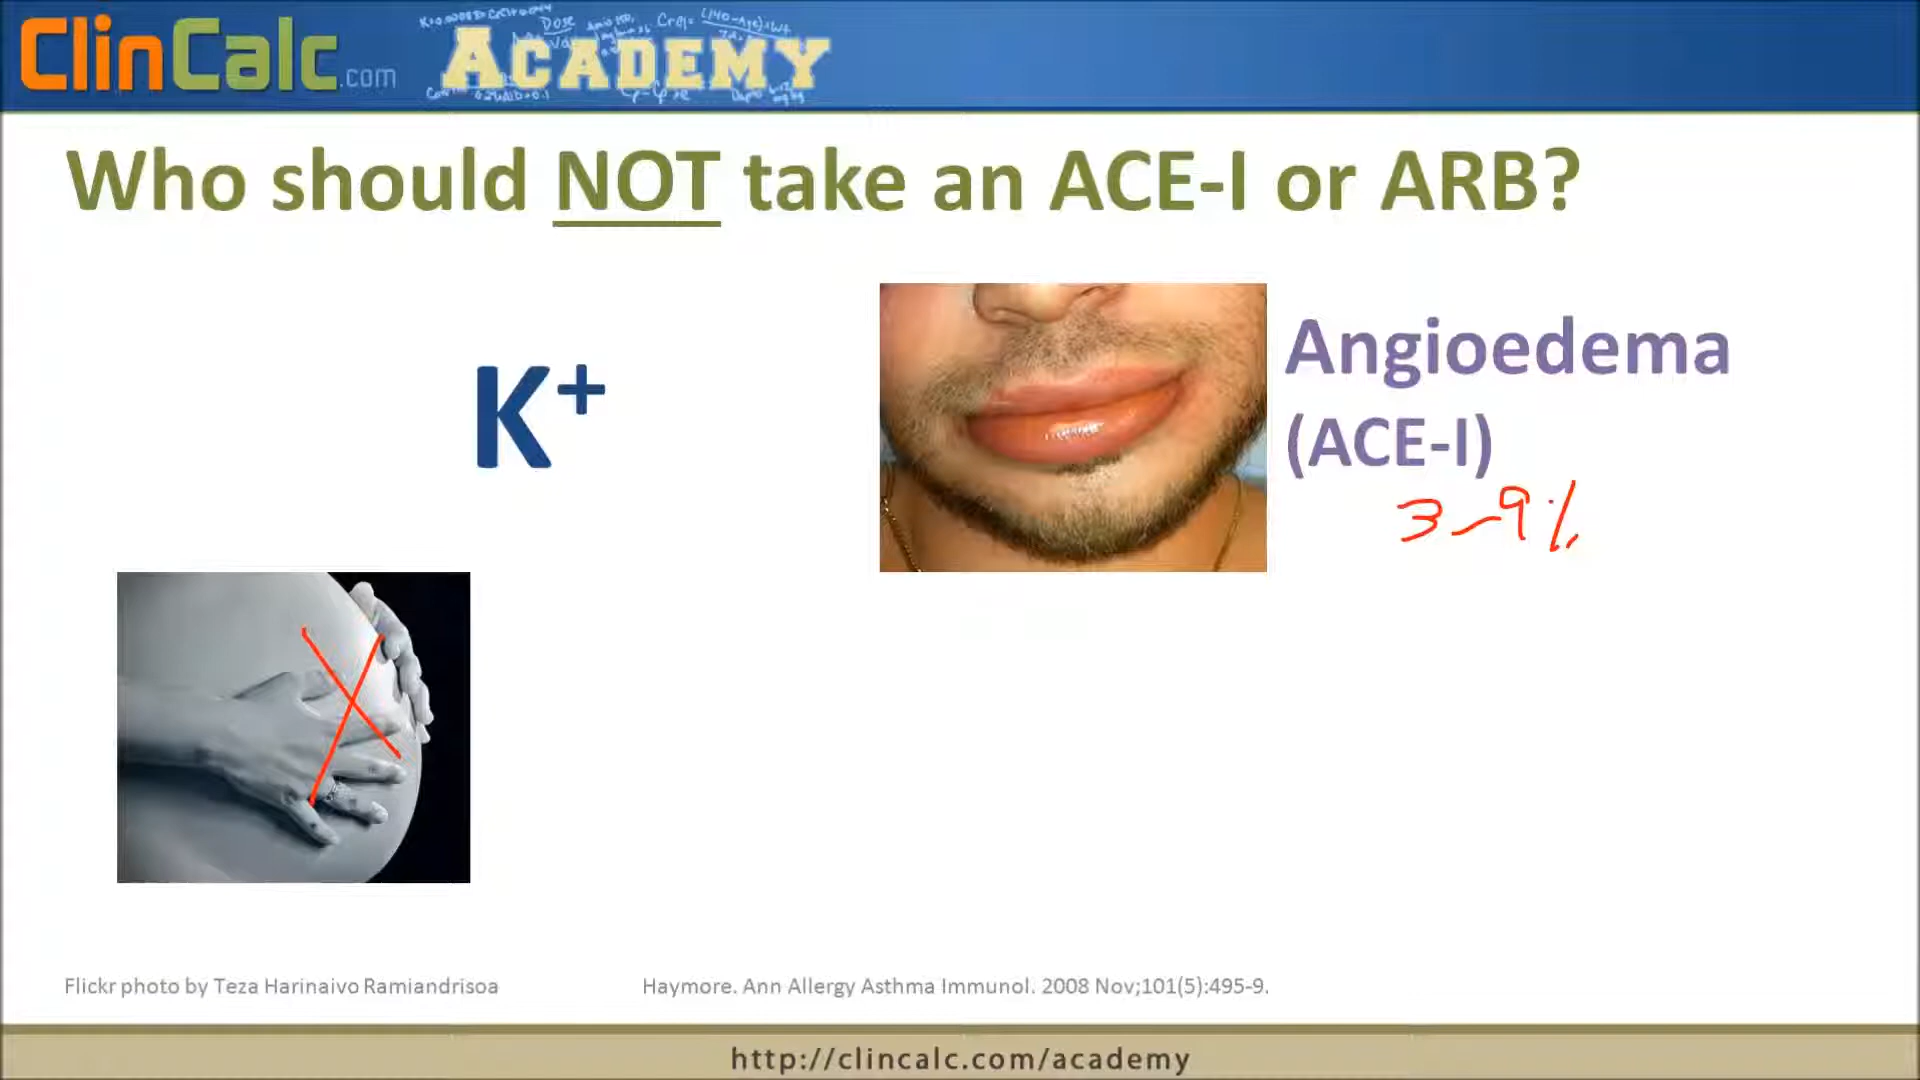 ClinCalc.com ACADEMY
Who should NOT take an ACE-I or ARB?
K+
Angioedema
(ACE-I)
3-9%
Flickr photo by Teza Harinaivo Ramiandrisoa
Haymore. Ann Allergy Asthma Immunol. 2008 Nov;101(5):495-9.
http://clincalc.com/academy